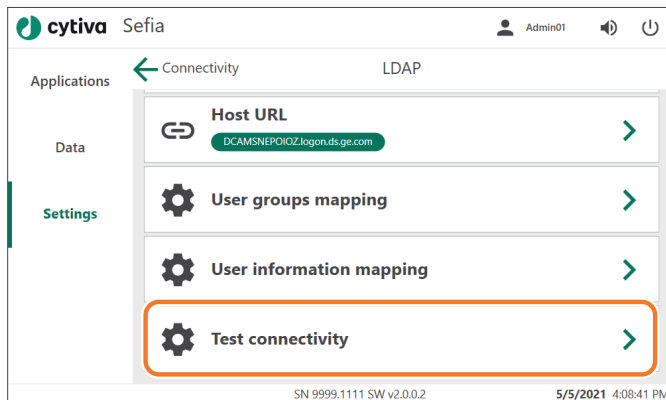 cytiva Sefia
Admin01
Applications
Data
Settings
Connectivity
LDAP
Host URL
DCAMSNEPOIOZ.logon.ds.ge.com
User groups mapping
User information mapping
Test connectivity
SN 9999.1111 SW v2.0.0.2
5/5/2021 4:08:41 PM